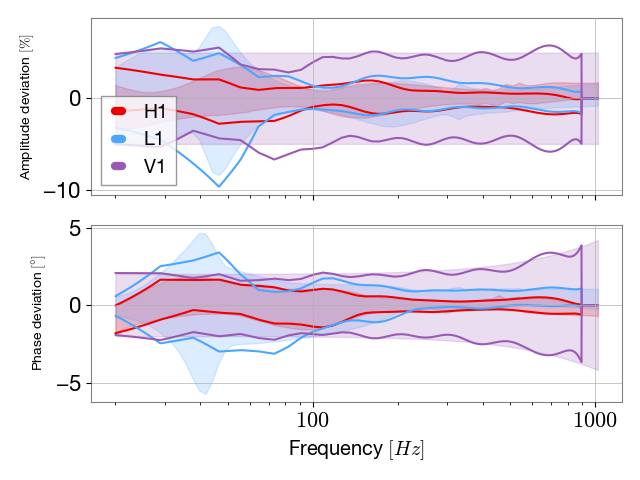 Amplitude deviation [%]
0
−10
H1
L1
V1
Phase deviation [°]
5
0
−5
100
1000
Frequency [Hz]